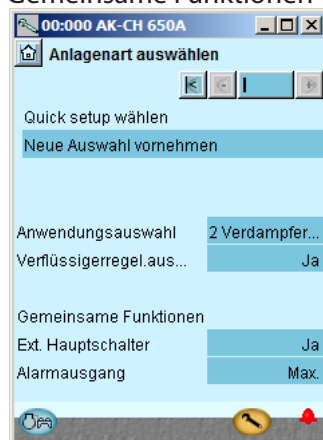 Gemeinsame Funktionen
00:000 AK-CH 650A
Anlagenart auswählen
Quick setup wählen
Neue Auswahl vornehmen
Anwendungsauswahl 2 Verdampfer...
Verflüssigerregel.aus... Ja
Gemeinsame Funktionen
Ext. Hauptschalter Ja
Alarmausgang Max.